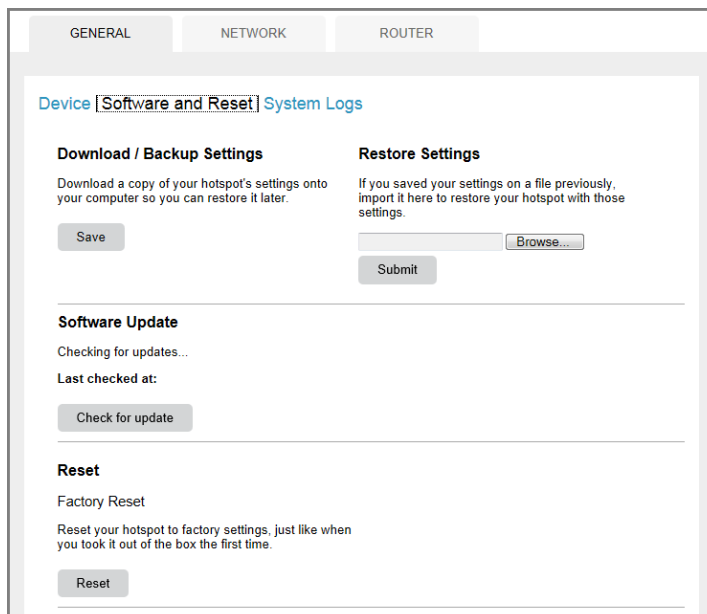 GENERAL NETWORK ROUTER
Device Software and Reset System Logs
Download / Backup Settings
Download a copy of your hotspot's settings onto
your computer so you can restore it later.
Save
Restore Settings
If you saved your settings on a file previously,
import it here to restore your hotspot with those
settings.
Browse...
Submit
Software Update
Checking for updates...
Last checked at:
Check for update
Reset
Factory Reset
Reset your hotspot to factory settings, just like when
you took it out of the box the first time.
Reset